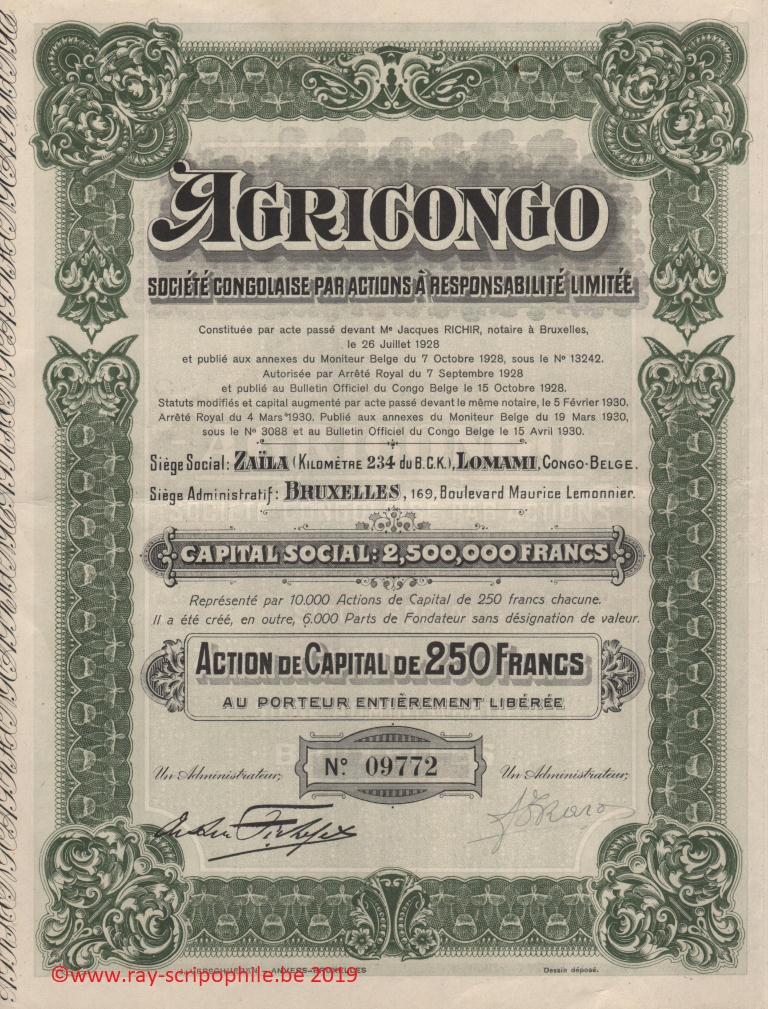 AGRICONGO
SOCIÉTÉ CONGOLAISE PAR ACTIONS À RESPONSABILITÉ LIMITÉE
Constituée par acte passé devant Me Jacques RICHIR, notaire à Bruxelles,
le 26 Juillet 1928
et publié aux annexes du Moniteur Belge du 7 Octobre 1928, sous le No 13242.
Autorisée par Arrêté Royal du 7 Septembre 1928
et publié au Bulletin Officiel du Congo Belge le 15 Octobre 1928.
Statuts modifiés et capital augmenté par acte passé devant le même notaire, le 5 Février 1930.
Arrêté Royal du 4 Mars 1930. Publié aux annexes du Moniteur Belge du 19 Mars 1930,
sous le No 3088 et au Bulletin Officiel du Congo Belge le 15 Avril 1930.
Siège Social: ZAÏLA (KILOMÈTRE 234 du B.C.K.), LOMAMI, CONGO-BELGE.
Siège Administratif: BRUXELLES, 169, Boulevard Maurice Lemonnier.
CAPITAL SOCIAL: 2,500,000 FRANCS
Représenté par 10.000 Actions de Capital de 250 francs chacune.
Il a été créé, en outre, 6.000 Parts de Fondateur sans désignation de valeur.
ACTION DE CAPITAL DE 250 FRANCS
AU PORTEUR ENTIÈREMENT LIBÉRÉE
No 09772
Un Administrateur;
Un Administrateur;
ANVERS-BRUXELLES
Dessin déposé.
©www.ray-scripophile.be 2019